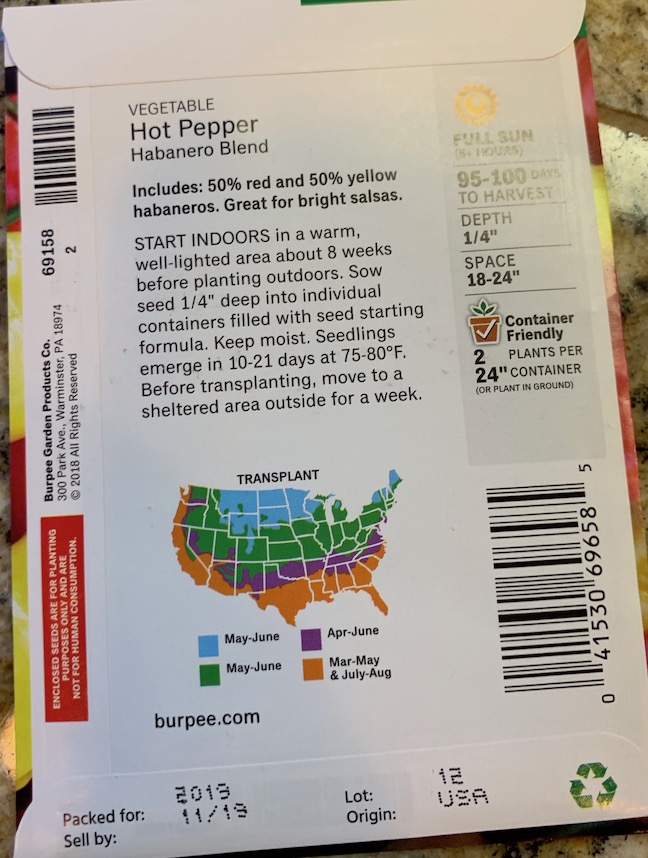 VEGETABLE
Hot Pepper
Habanero Blend
Includes: 50% red and 50% yellow
habaneros. Great for bright salsas.
START INDOORS in a warm,
well-lighted area about 8 weeks
before planting outdoors. Sow
seed 1/4" deep into individual
containers filled with seed starting
formula. Keep moist. Seedlings
emerge in 10-21 days at 75-80°F.
Before transplanting, move to a
sheltered area outside for a week.
FULL SUN
(6+ HOURS)
95-100 DAYS
TO HARVEST
DEPTH
1/4"
SPACE
18-24"
Container
Friendly
2 PLANTS PER
24" CONTAINER
(OR PLANT IN GROUND)
69158
2
Burpee Garden Products Co.
300 Park Ave., Warminster, PA 18974
© 2018 All Rights Reserved
ENCLOSED SEEDS ARE FOR PLANTING
PURPOSES ONLY AND ARE
NOT FOR HUMAN CONSUMPTION.
TRANSPLANT
May-June
Apr-June
May-June
Mar-May
& July-Aug
burpee.com
0 41530 69658 5
Packed for: 2019
Sell by: 11/19
Lot: 12
Origin: USA